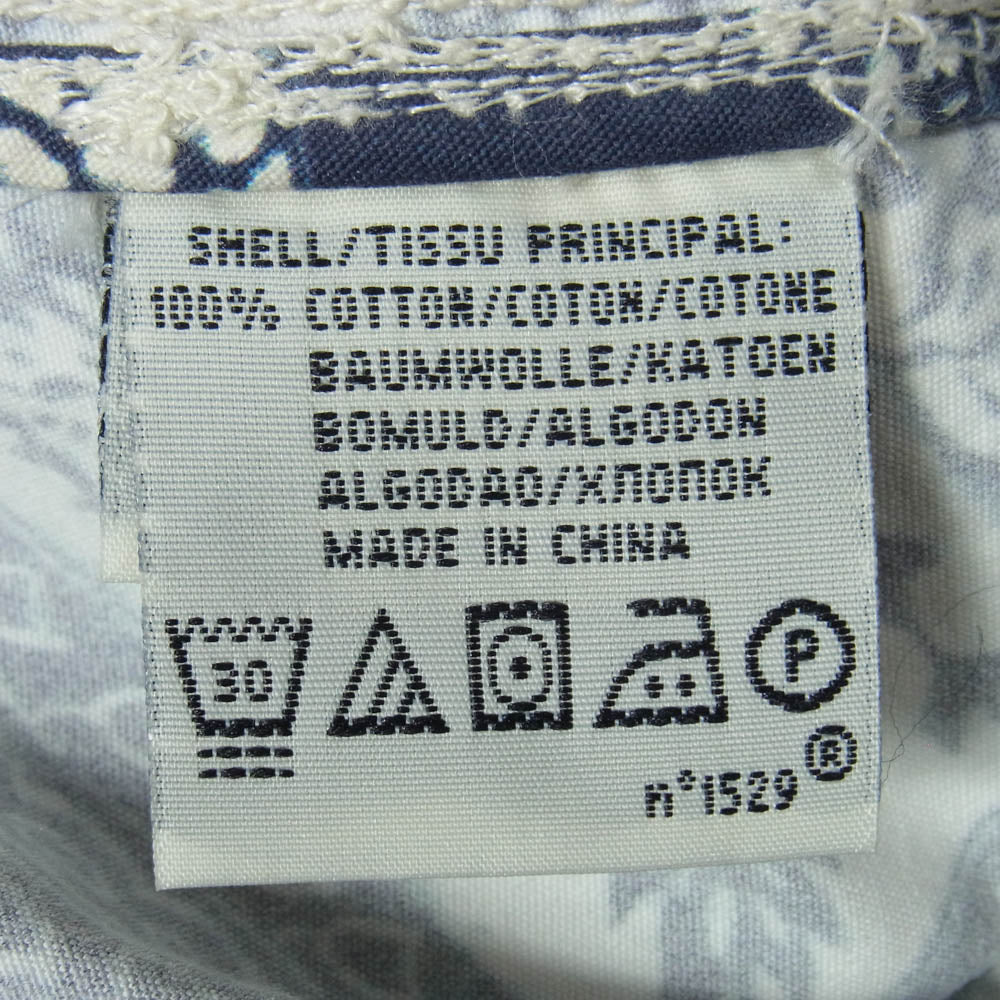 SHELL/TISSU PRINCIPAL:
100% COTTON/COTON/COTONE
BAUMWOLLE/KATOEN
BOMULD/ALGODON
ALGODAO/ХЛОПОК
MADE IN CHINA
30
P
®
n°1529